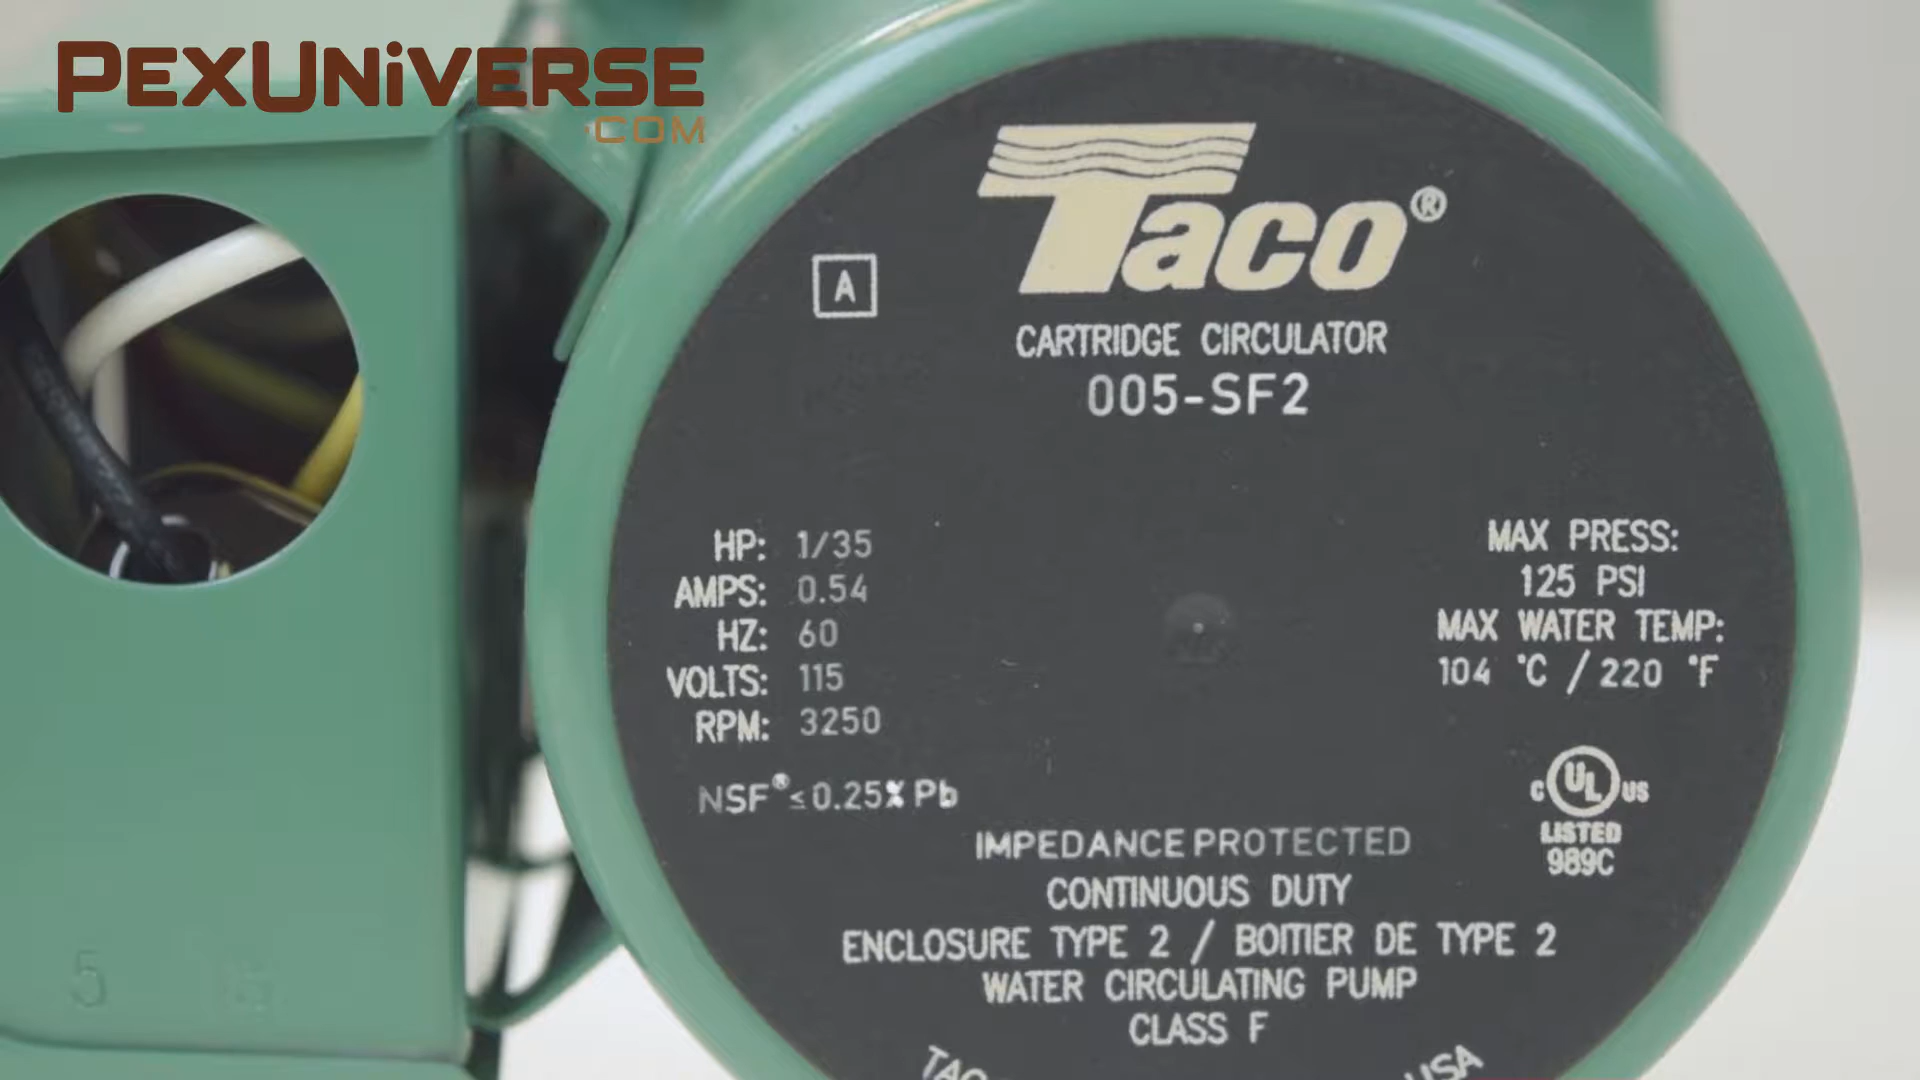 PEXUNiVERSE
.COM
Taco®
A
CARTRIDGE CIRCULATOR
005-SF2
HP: 1/35
AMPS: 0.54
HZ: 60
VOLTS: 115
RPM: 3250
NSF® ≤0.25% Pb
MAX PRESS:
125 PSI
MAX WATER TEMP:
104 °C / 220 °F
C UL US
LISTED
989C
IMPEDANCE PROTECTED
CONTINUOUS DUTY
ENCLOSURE TYPE 2 / BOITIER DE TYPE 2
WATER CIRCULATING PUMP
CLASS F
USA
5